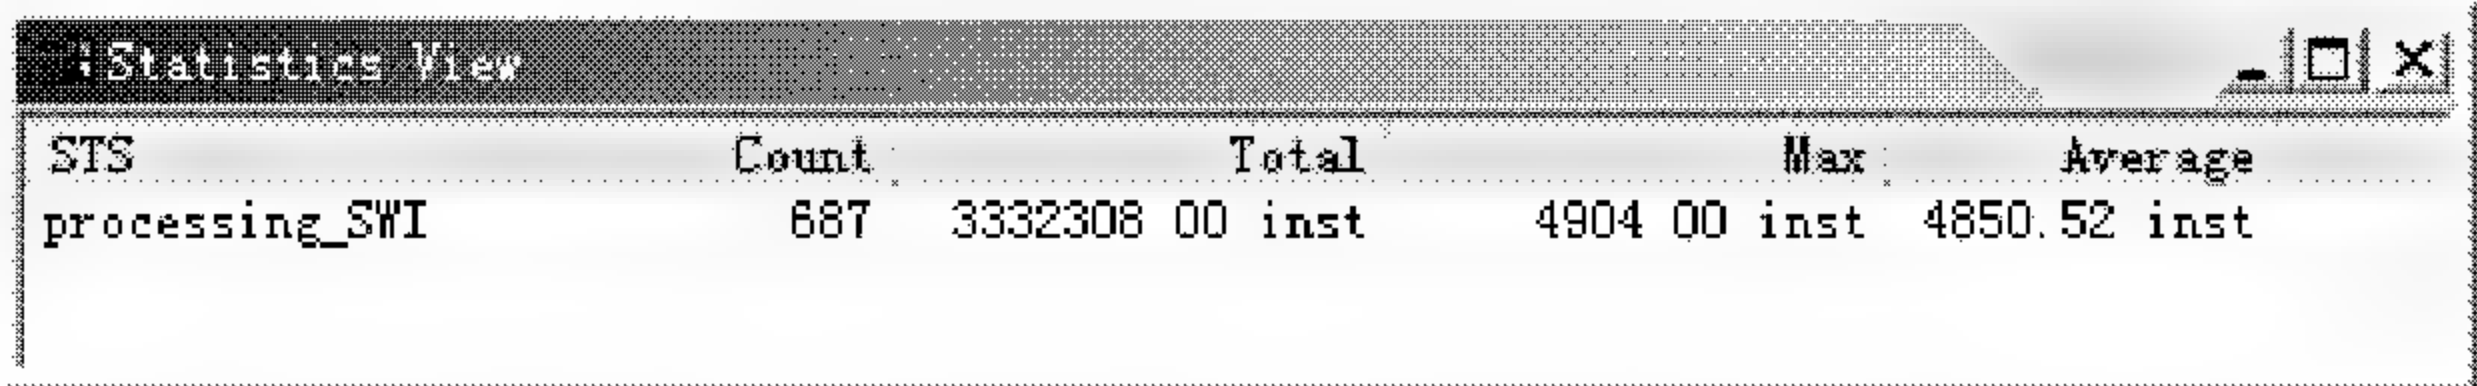 Statistics View
STS Count Total Max Average
processing_SWI 687 3332308 00 inst 4904 00 inst 4850.52 inst